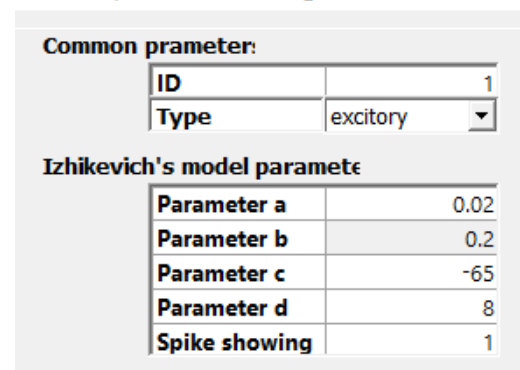 Common prameter:
ID 1
Type excitory
Izhikevich's model paramete
Parameter a 0.02
Parameter b 0.2
Parameter c -65
Parameter d 8
Spike showing 1